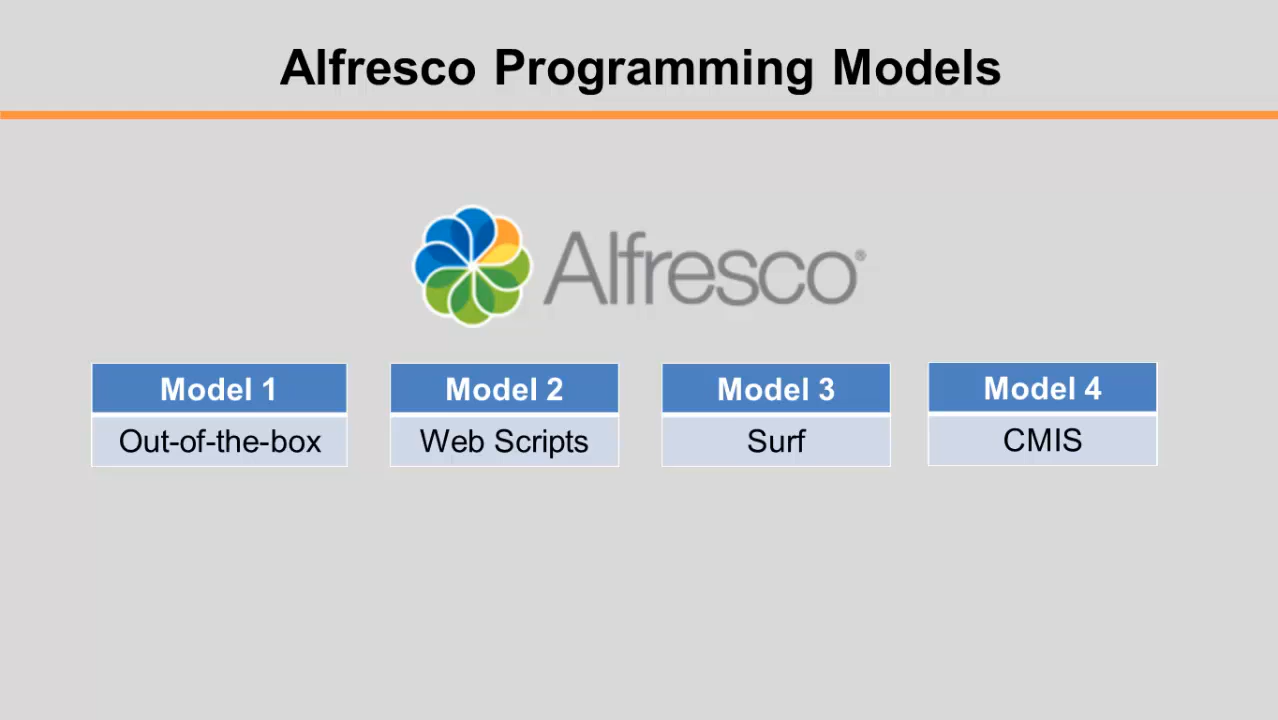 Alfresco Programming Models
Alfresco®
Model 1
Out-of-the-box
Model 2
Web Scripts
Model 3
Surf
Model 4
CMIS